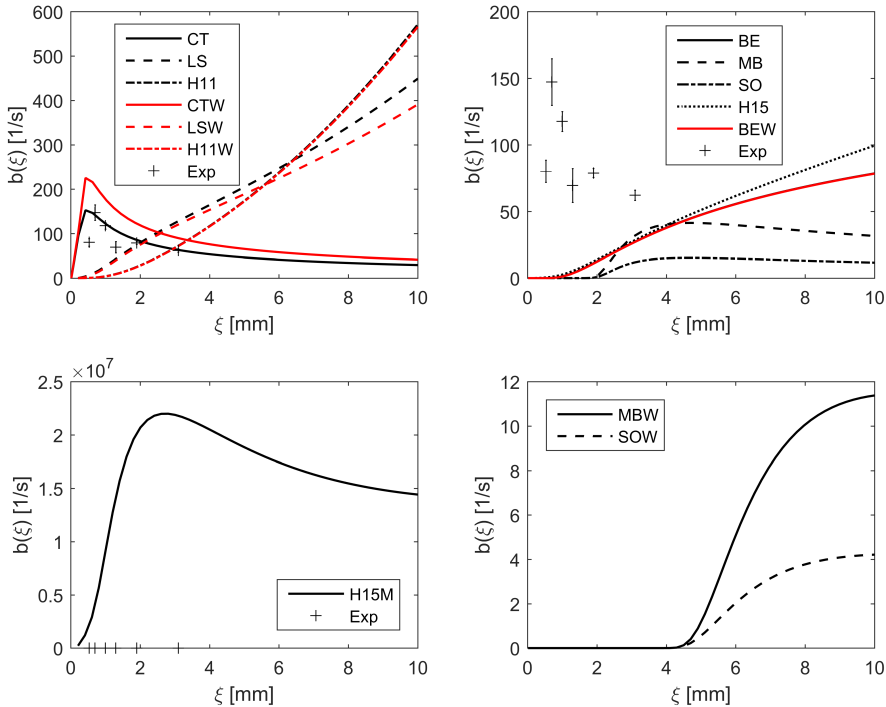 600
500
400
300
200
100
0
b(ξ) [1/s]
CT
LS
H11
CTW
LSW
H11W
Exp
0 2 4 6 8 10
ξ [mm]
200
150
100
50
0
b(ξ) [1/s]
BE
MB
SO
H15
BEW
Exp
0 2 4 6 8 10
ξ [mm]
×10⁷
2.5
2
1.5
1
0.5
0
b(ξ) [1/s]
H15M
Exp
0 2 4 6 8 10
ξ [mm]
12
10
8
6
4
2
0
b(ξ) [1/s]
MBW
SOW
0 2 4 6 8 10
ξ [mm]